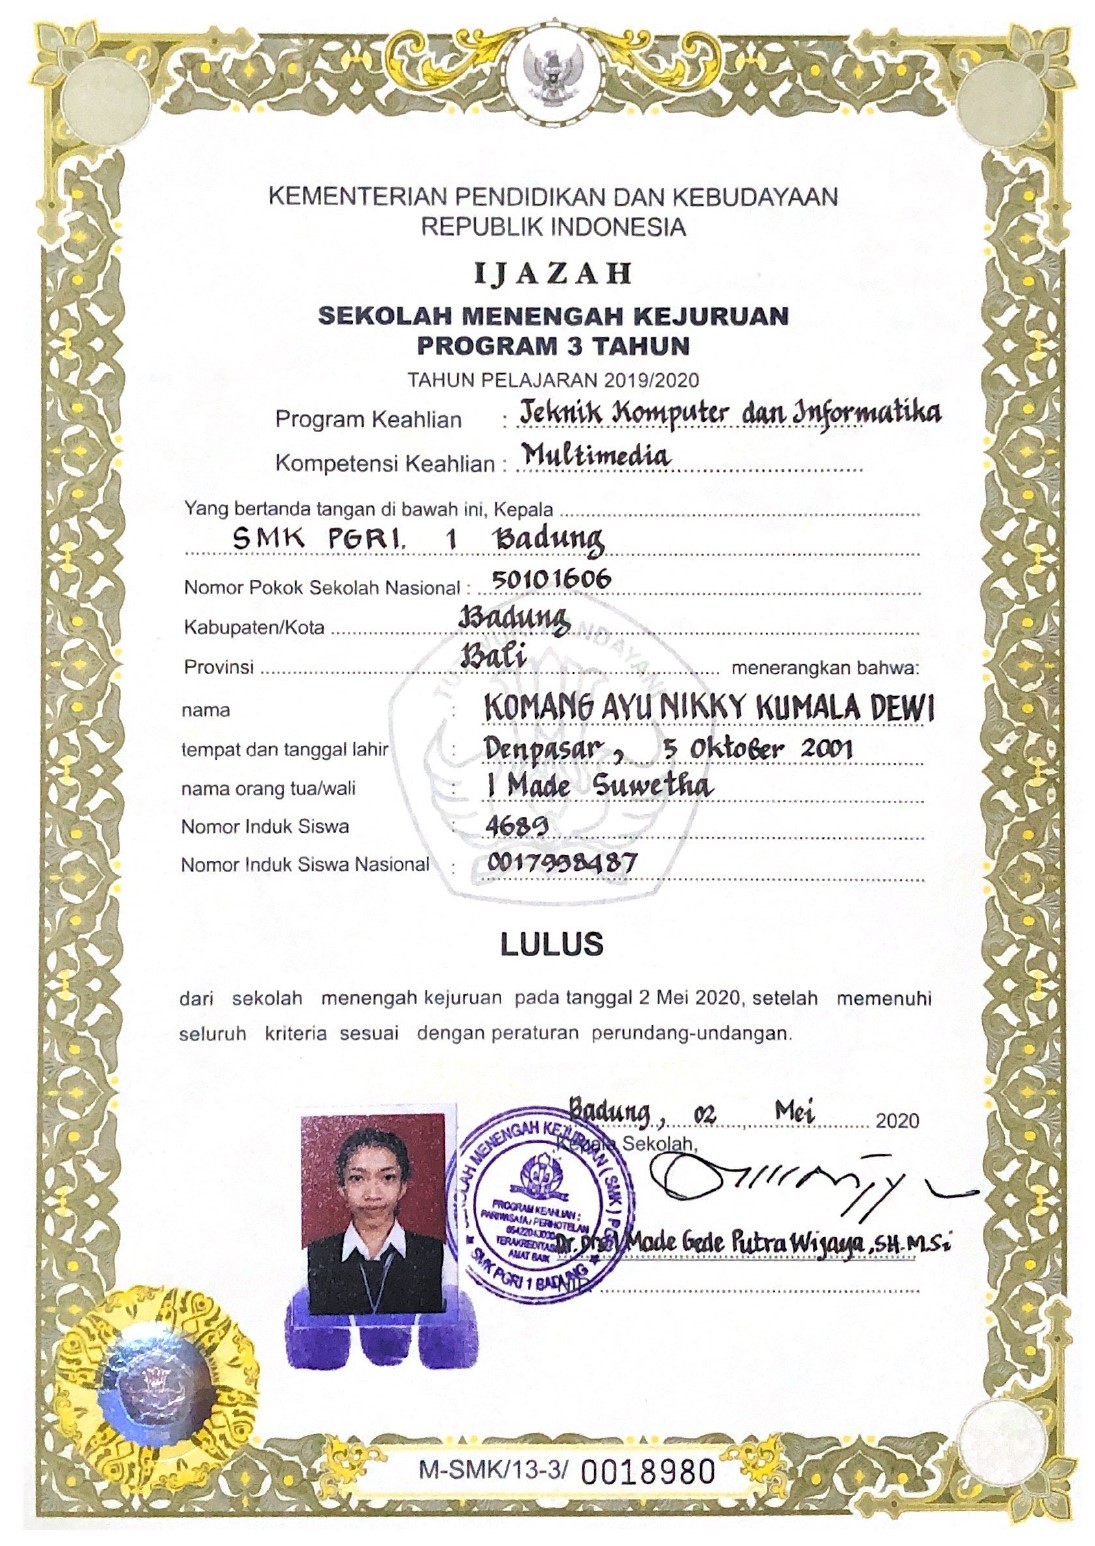 KEMENTERIAN PENDIDIKAN DAN KEBUDAYAAN
REPUBLIK INDONESIA
IJAZAH
SEKOLAH MENENGAH KEJURUAN
PROGRAM 3 TAHUN
TAHUN PELAJARAN 2019/2020
Program Keahlian : Teknik Komputer dan Informatika
Kompetensi Keahlian : Multimedia
Yang bertanda tangan di bawah ini, Kepala
SMK PGRI. 1 Badung
Nomor Pokok Sekolah Nasional : 50101606
Kabupaten/Kota Badung
Provinsi Bali menerangkan bahwa:
nama : KOMANG AYU NIKKY KUMALA DEWI
tempat dan tanggal lahir : Denpasar, 5 Oktober 2001
nama orang tua/wali : I Made Suwetha
Nomor Induk Siswa : 4689
Nomor Induk Siswa Nasional : 0017998487
LULUS
dari sekolah menengah kejuruan pada tanggal 2 Mei 2020, setelah memenuhi
seluruh kriteria sesuai dengan peraturan perundang-undangan.
Badung, 02 Mei 2020
Kepala Sekolah,
SEKOLAH MENENGAH KEJURUAN (SMK) PGRI
PROGRAM KEAHLIAN :
PARIWISATA / PERHOTELAN
TERAKREDITASI
AMAT BAIK
SMK PGRI 1 BADUNG
Dr. Drs. I Made Gede Putra Wijaya, SH. M.Si
NIP.
M-SMK/13-3/ 0018980